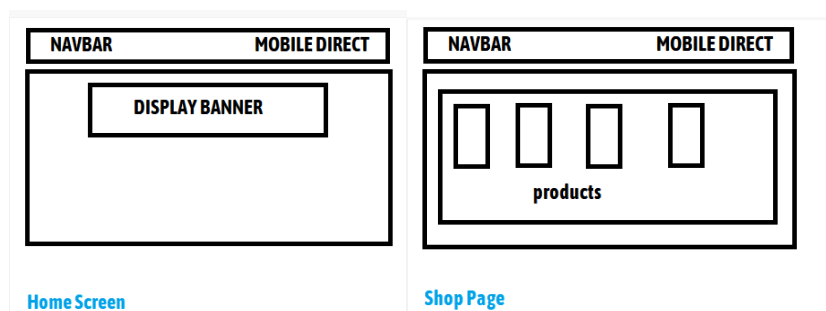 NAVBAR MOBILE DIRECT
DISPLAY BANNER
Home Screen
NAVBAR MOBILE DIRECT
products
Shop Page